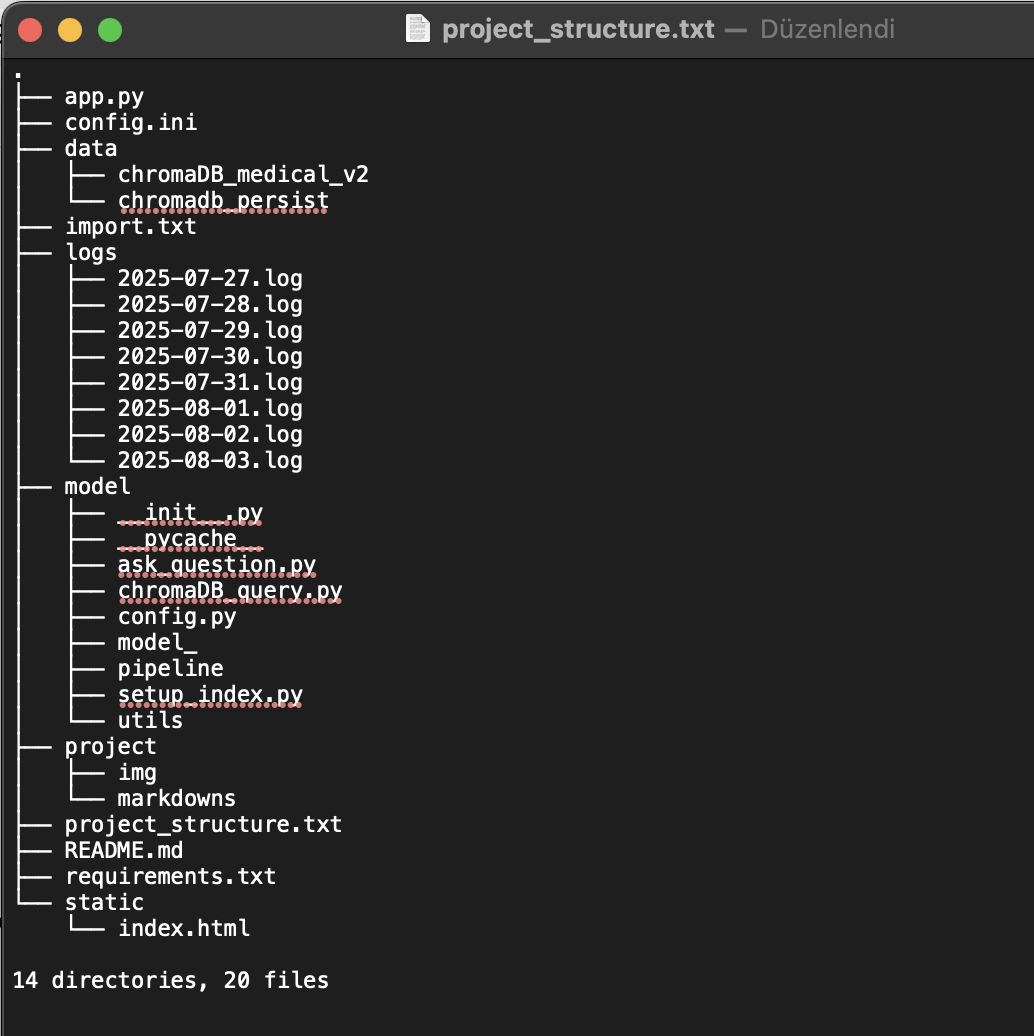 project_structure.txt — Düzenlendi
.
├── app.py
├── config.ini
├── data
│   ├── chromaDB_medical_v2
│   └── chromadb_persist
├── import.txt
├── logs
│   ├── 2025-07-27.log
│   ├── 2025-07-28.log
│   ├── 2025-07-29.log
│   ├── 2025-07-30.log
│   ├── 2025-07-31.log
│   ├── 2025-08-01.log
│   ├── 2025-08-02.log
│   └── 2025-08-03.log
├── model
│   ├── __init__.py
│   ├── __pycache__
│   ├── ask_question.py
│   ├── chromaDB_query.py
│   ├── config.py
│   ├── model_
│   ├── pipeline
│   ├── setup_index.py
│   └── utils
├── project
│   ├── img
│   └── markdowns
├── project_structure.txt
├── README.md
├── requirements.txt
└── static
    └── index.html
14 directories, 20 files